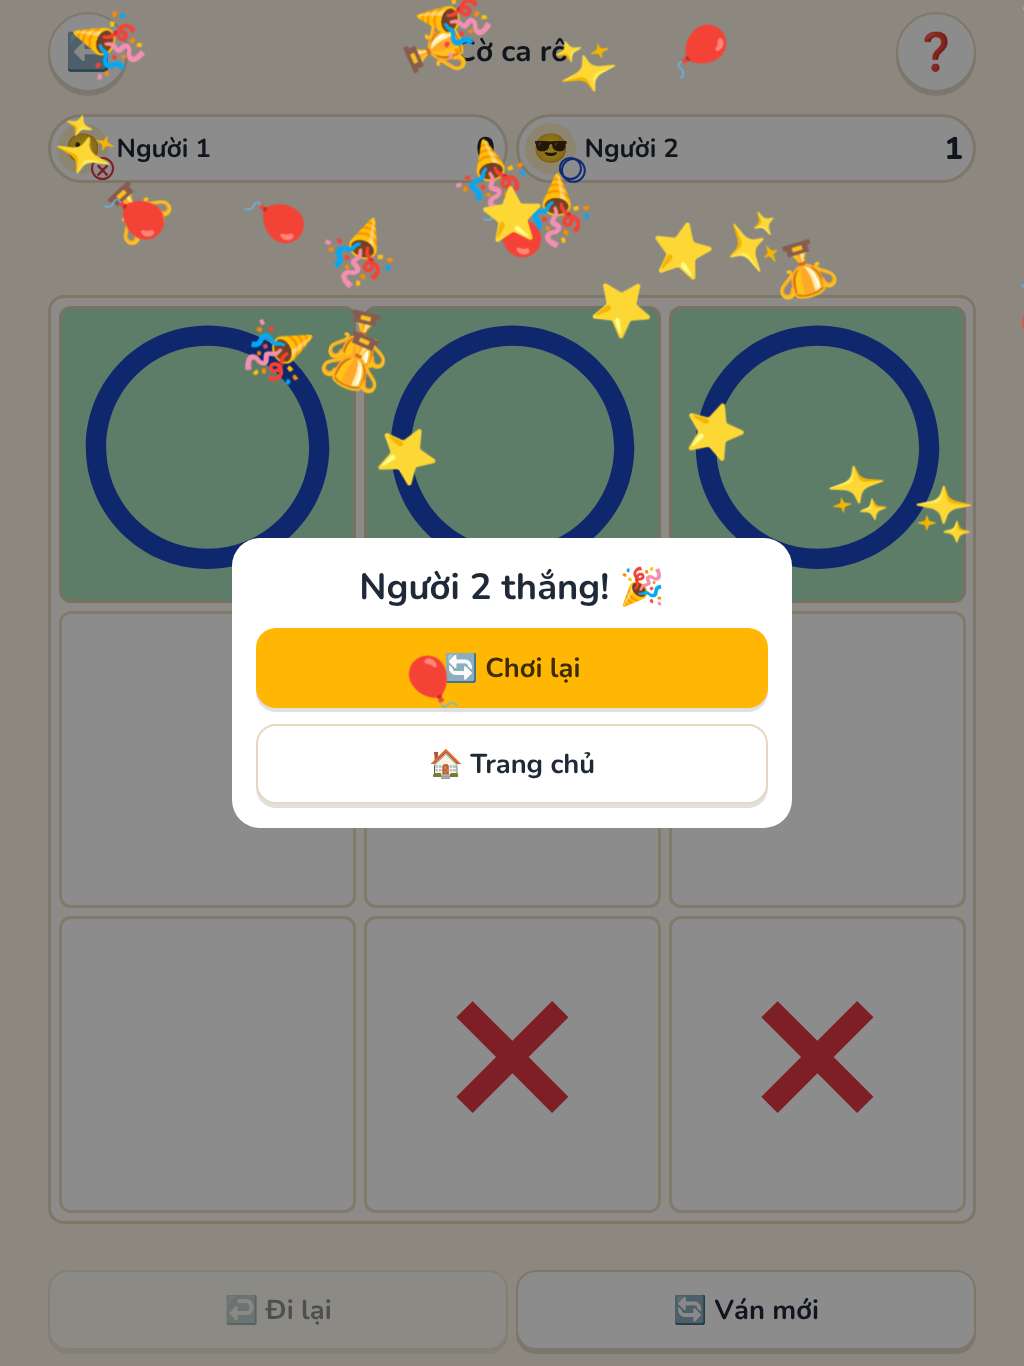 Cờ ca rô
Người 1 0
Người 2 1
Người 2 thắng!
Chơi lại
Trang chủ
Đi lại
Ván mới